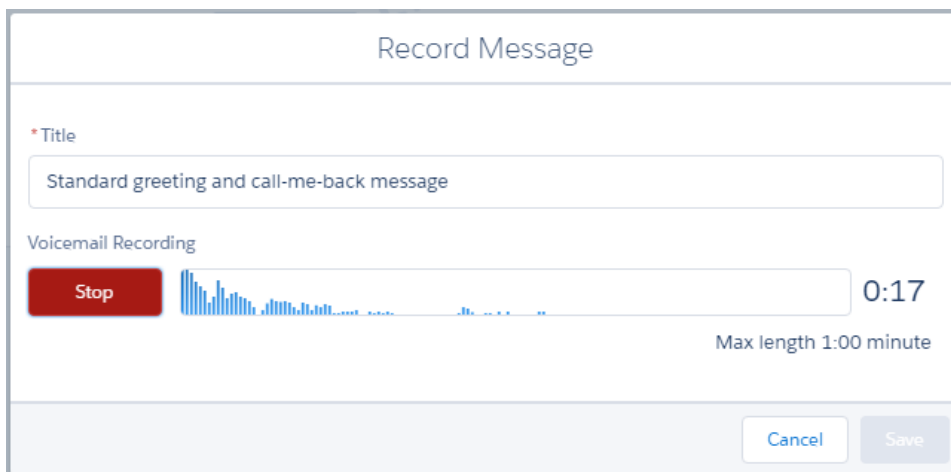 Record Message
*Title
Standard greeting and call-me-back message
Voicemail Recording
Stop 0:17
Max length 1:00 minute
Cancel Save